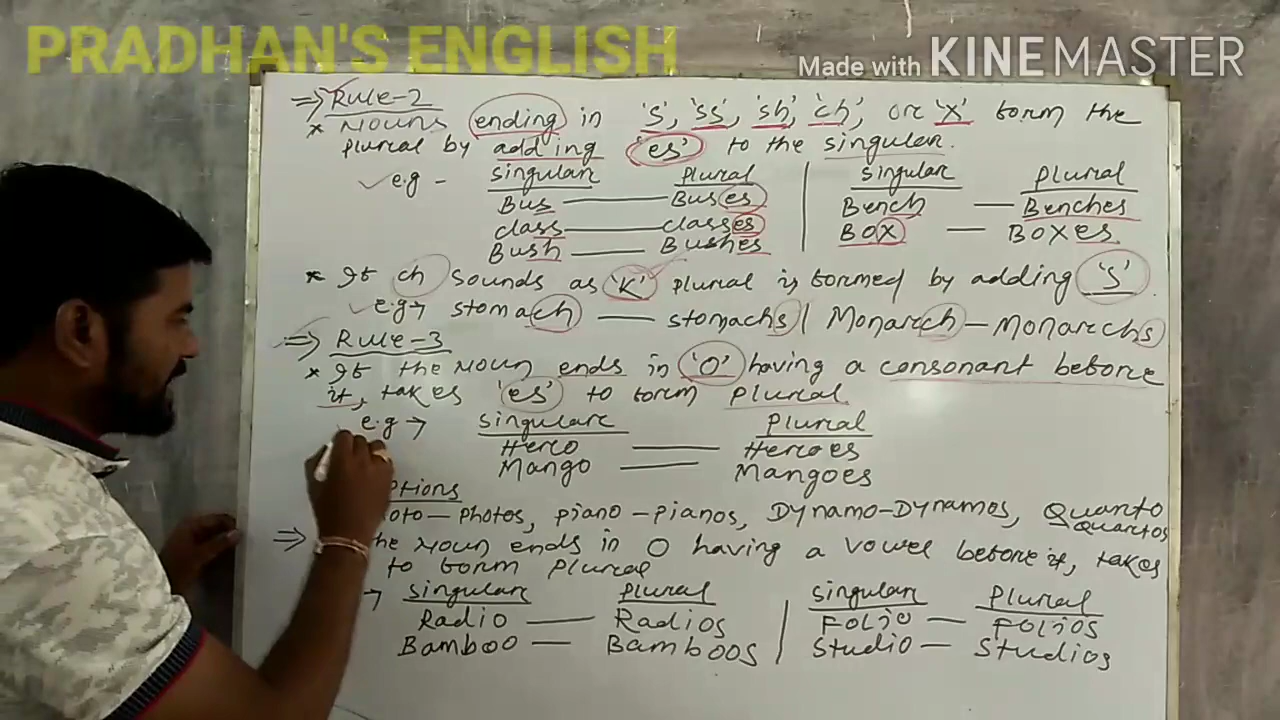 PRADHAN'S ENGLISH
Made with KINEMASTER
⇒ Rule-2
* Nouns ending in 's', 'ss', 'sh', 'ch', or 'x' form the
plural by adding 'es' to the singular.
e.g - Singular Plural | Singular Plural
Bus — Buses | Bench — Benches
class — classes | Box — Boxes
Bush — Bushes
* If ch sounds as 'K' plural is formed by adding 's'.
e.g → stomach — stomachs | Monarch — Monarchs
⇒ Rule-3
* If the noun ends in 'O' having a consonant before
it, takes 'es' to form plural.
e.g → Singular Plural
Hero — Heroes
Mango — Mangoes
ptions
oto — Photos, Piano - Pianos, Dynamo - Dynamos, Quanto
Quantos
⇒ he noun ends in O having a vowel before it, takes
to form plural
→ Singular Plural | Singular Plural
Radio — Radios | Folio — Folios
Bamboo — Bamboos | Studio — Studios